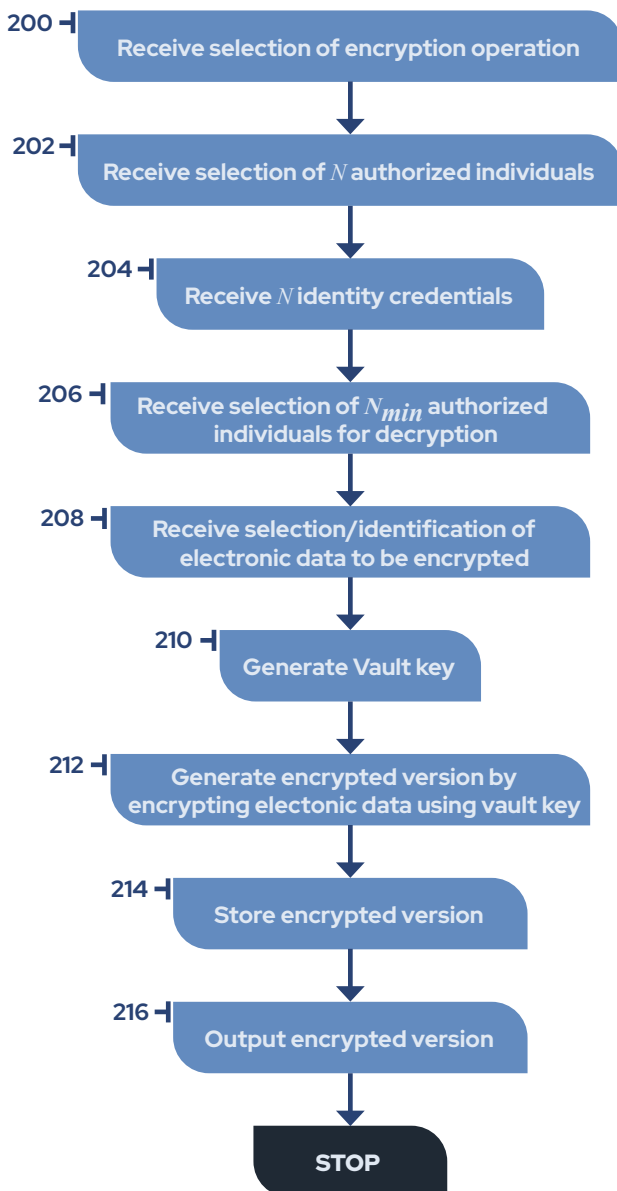 200
Receive selection of encryption operation
202
Receive selection of N authorized individuals
204
Receive N identity credentials
206
Receive selection of Nmin authorized
individuals for decryption
208
Receive selection/identification of
electronic data to be encrypted
210
Generate Vault key
212
Generate encrypted version by
encrypting electonic data using vault key
214
Store encrypted version
216
Output encrypted version
STOP